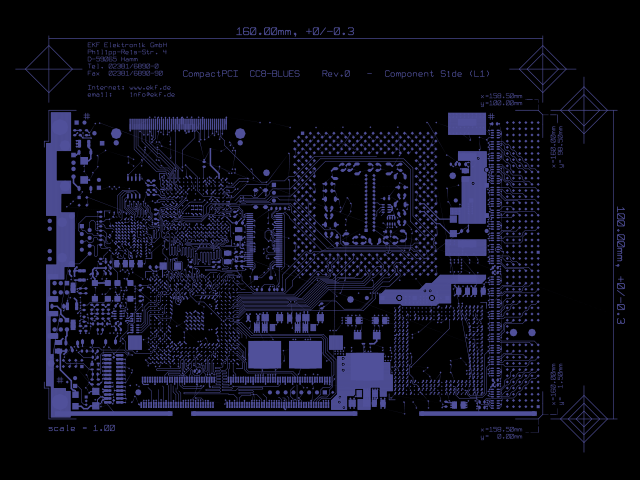 160.00mm, +0/-0.3
EKF Elektronik GmbH
Philipp-Reis-Str. 4
D-59065 Hamm
Tel. 02381/6890-0
Fax 02381/6890-90
Internet: www.ekf.de
email: info@ekf.de
CompactPCI CC8-BLUES Rev.0 - Component Side (L1)
x=158.50mm
y=100.00mm
x=160.00mm
y= 98.50mm
100.00mm, +0/-0.3
x=160.00mm
y= 1.50mm
scale - 1.00
x=158.50mm
y= 0.00mm